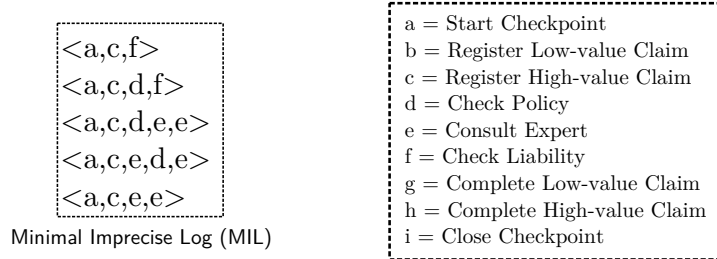 <a,c,f>
<a,c,d,f>
<a,c,d,e,e>
<a,c,e,d,e>
<a,c,e,e>
Minimal Imprecise Log (MIL)
a = Start Checkpoint
b = Register Low-value Claim
c = Register High-value Claim
d = Check Policy
e = Consult Expert
f = Check Liability
g = Complete Low-value Claim
h = Complete High-value Claim
i = Close Checkpoint